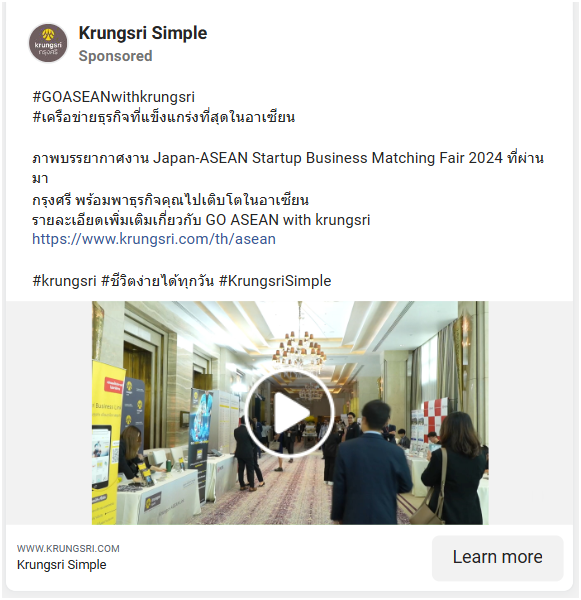 Krungsri Simple
Sponsored
krungsri
กรุงศรี
#GOASEANwithkrungsri
#เครือข่ายธุรกิจที่แข็งแกร่งที่สุดในอาเซียน
ภาพบรรยากาศงาน Japan-ASEAN Startup Business Matching Fair 2024 ที่ผ่าน
มา
กรุงศรี พร้อมพาธุรกิจคุณไปเติบโตในอาเซียน
รายละเอียดเพิ่มเติมเกี่ยวกับ GO ASEAN with krungsri
https://www.krungsri.com/th/asean
#krungsri #ชีวิตง่ายได้ทุกวัน #KrungsriSimple
WWW.KRUNGSRI.COM
Krungsri Simple
Learn more